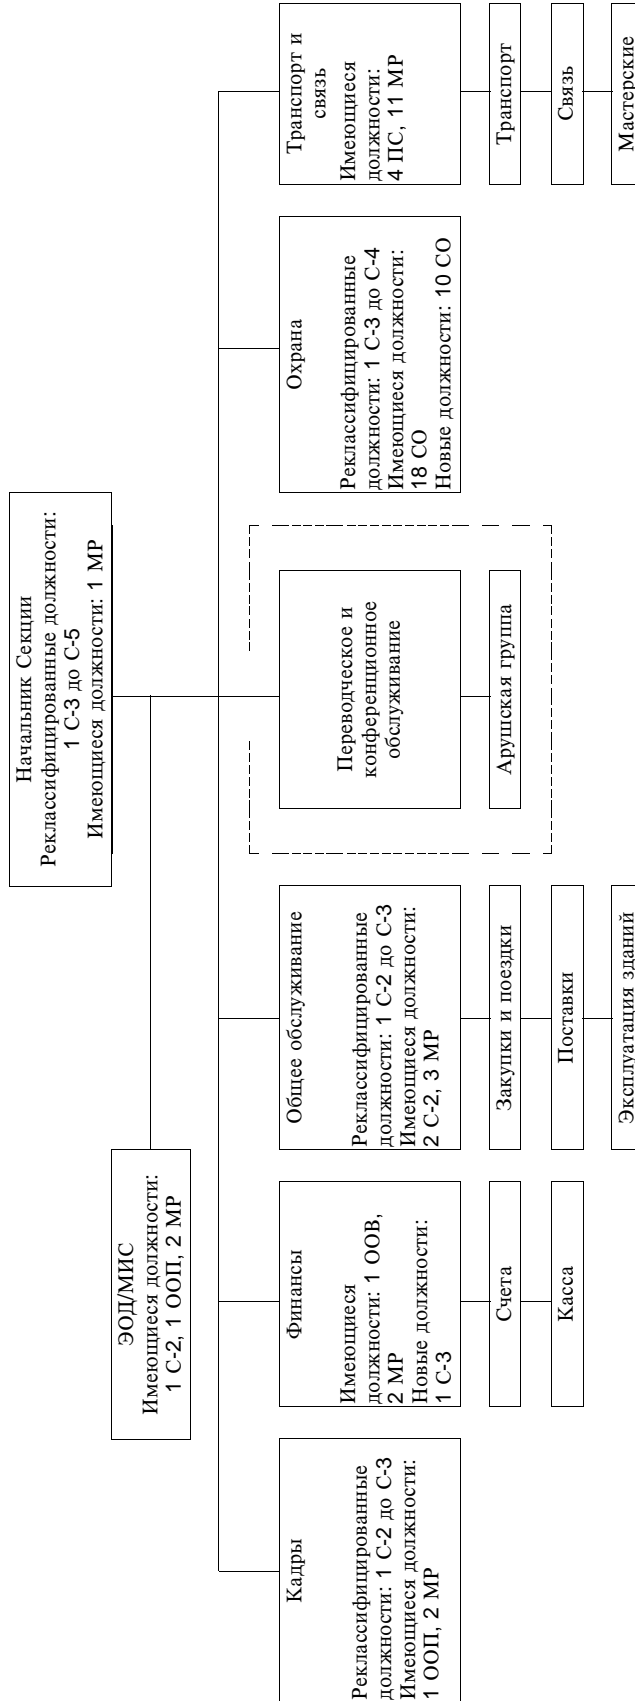 Начальник Секции
Реклассифицированные должности:
1 С-3 до С-5
Имеющиеся должности: 1 МР
ЭОД/МИС
Имеющиеся должности:
1 С-2, 1 ООП, 2 МР
Кадры
Реклассифицированные
должности: 1 С-2 до С-3
Имеющиеся должности:
1 ООП, 2 МР
Финансы
Имеющиеся
должности: 1 ООВ,
2 МР
Новые должности:
1 С-3
Счета
Касса
Общее обслуживание
Реклассифицированные
должности: 1 С-2 до С-3
Имеющиеся должности:
2 С-2, 3 МР
Закупки и поездки
Поставки
Эксплуатация зданий
Переводческое и
конференционное
обслуживание
Арушская группа
Охрана
Реклассифицированные
должности: 1 С-3 до С-4
Имеющиеся должности:
18 СО
Новые должности: 10 СО
Транспорт и
связь
Имеющиеся
должности:
4 ПС, 11 МР
Транспорт
Связь
Мастерские